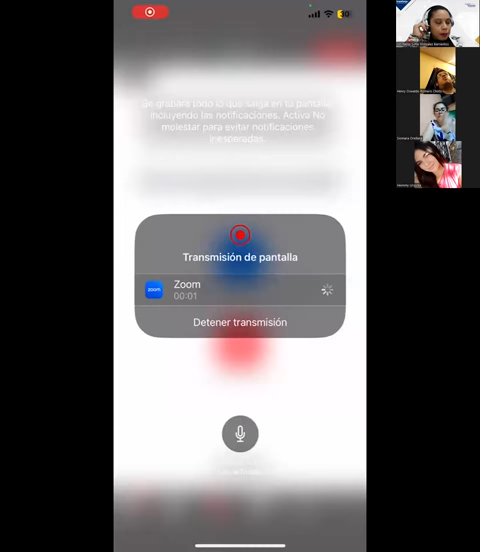 30
Se grabará todo lo que salga en tu pantalla,
incluyendo las notificaciones. Activa No
molestar para evitar notificaciones
inesperadas.
Transmisión de pantalla
zoom
Zoom
00:01
Detener transmisión